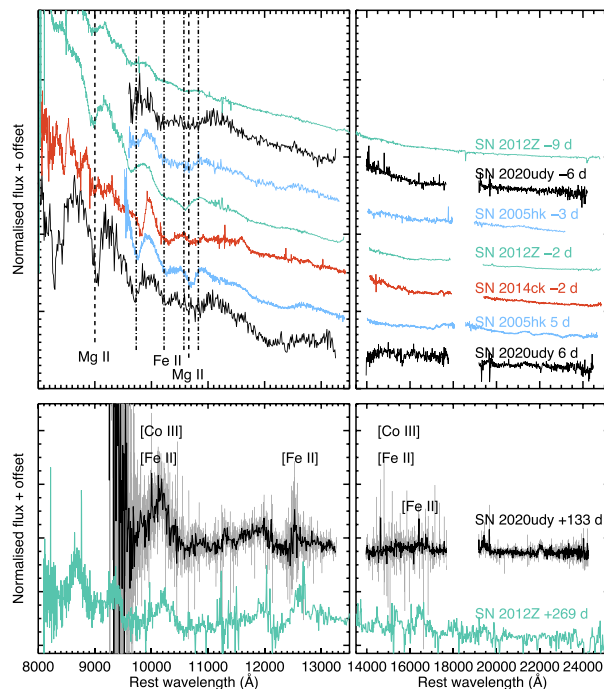 Normalised flux + offset
SN 2012Z −9 d
SN 2020udy −6 d
SN 2005hk −3 d
SN 2012Z −2 d
SN 2014ck −2 d
SN 2005hk 5 d
SN 2020udy 6 d
Mg II
Fe II
Mg II
Normalised flux + offset
[Co III]
[Fe II]
[Fe II]
[Co III]
[Fe II]
[Fe II]
SN 2020udy +133 d
SN 2012Z +269 d
8000 9000 10000 11000 12000 13000
14000 16000 18000 20000 22000 24000
Rest wavelength (Å)
Rest wavelength (Å)